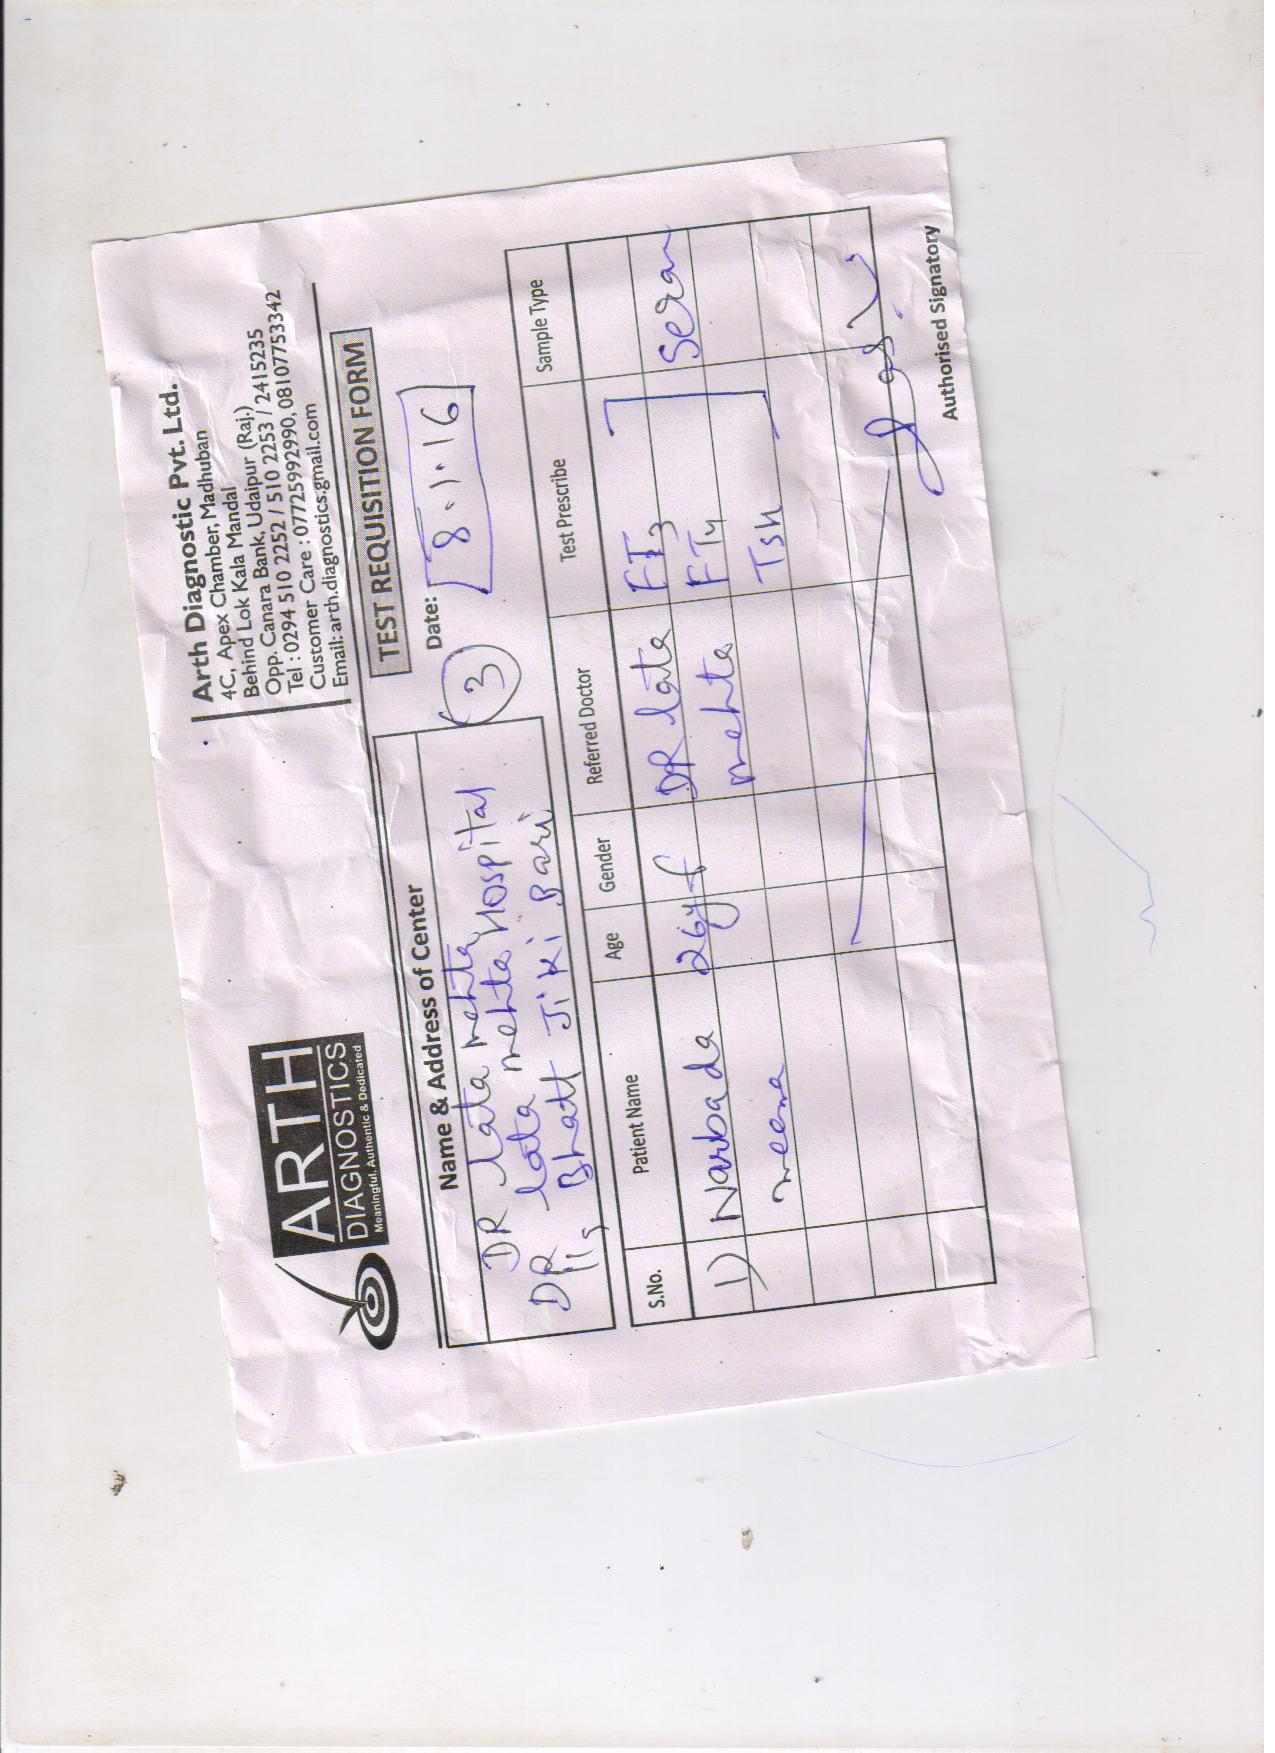 ARTH
DIAGNOSTICS
Meaningful, Authentic & Dedicated
Arth Diagnostic Pvt. Ltd.
4C, Apex Chamber, Madhuban
Behind Lok Kala Mandal
Opp. Canara Bank, Udaipur (Raj.)
Tel : 0294 510 2252 / 510 2253 / 2415235
Customer Care : 07725992990, 08107753342
Email: arth.diagnostics.gmail.com
TEST REQUISITION FORM
Name & Address of Center
3
Date: 8.1.16
DR lata mehta
DR lata mehta Hospital
11, Bhatt Ji Ki Bari
S.No. Patient Name Age Gender Referred Doctor Test Prescribe Sample Type
1) Narbada 26y f DR lata FT3
meena mehta FT4
TSH
Authorised Signatory